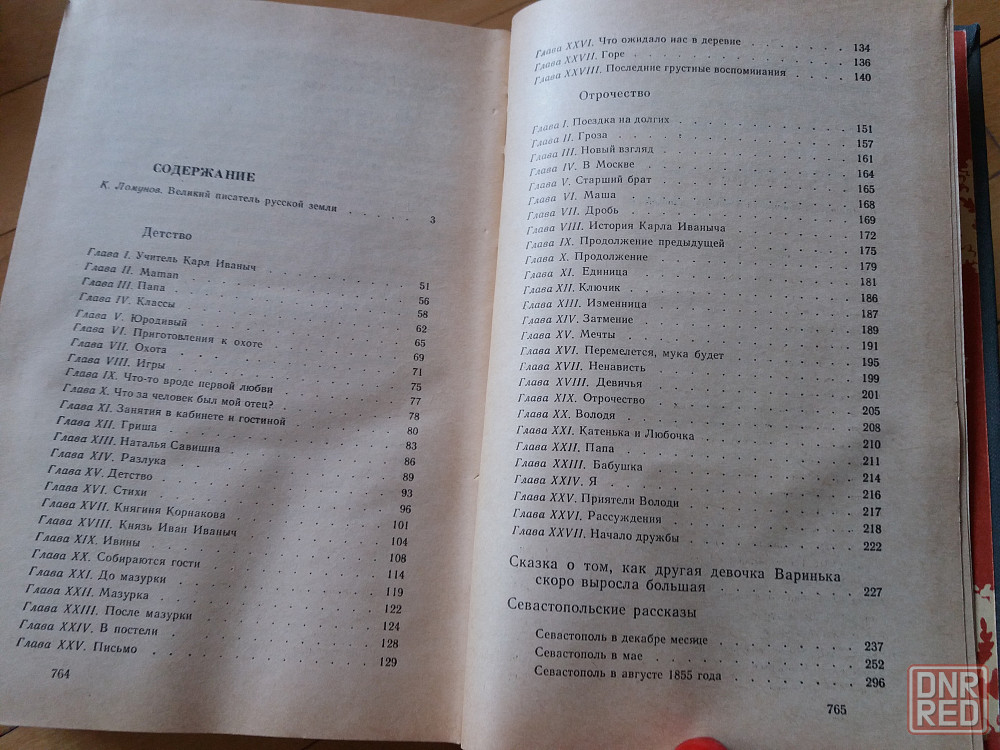 СОДЕРЖАНИЕ
К. Ломунов. Великий писатель русской земли . . . . . . 3
Детство
Глава I. Учитель Карл Иваныч . . . . . . 51
Глава II. Maman . . . . . . 56
Глава III. Папа . . . . . . 58
Глава IV. Классы . . . . . . 62
Глава V. Юродивый . . . . . . 65
Глава VI. Приготовления к охоте . . . . . . 69
Глава VII. Охота . . . . . . 71
Глава VIII. Игры . . . . . . 75
Глава IX. Что-то вроде первой любви . . . . . . 77
Глава X. Что за человек был мой отец? . . . . . . 78
Глава XI. Занятия в кабинете и гостиной . . . . . . 80
Глава XII. Гриша . . . . . . 83
Глава XIII. Наталья Савишна . . . . . . 86
Глава XIV. Разлука . . . . . . 89
Глава XV. Детство . . . . . . 93
Глава XVI. Стихи . . . . . . 96
Глава XVII. Княгиня Корнакова . . . . . . 101
Глава XVIII. Князь Иван Иваныч . . . . . . 104
Глава XIX. Ивины . . . . . . 108
Глава XX. Собираются гости . . . . . . 114
Глава XXI. До мазурки . . . . . . 119
Глава XXII. Мазурка . . . . . . 122
Глава XXIII. После мазурки . . . . . . 124
Глава XXIV. В постели . . . . . . 128
Глава XXV. Письмо . . . . . . 129
764
Глава XXVI. Что ожидало нас в деревне . . . . . . 134
Глава XXVII. Горе . . . . . . 136
Глава XXVIII. Последние грустные воспоминания . . . . . . 140
Отрочество
Глава I. Поездка на долгих . . . . . . 151
Глава II. Гроза . . . . . . 157
Глава III. Новый взгляд . . . . . . 161
Глава IV. В Москве . . . . . . 164
Глава V. Старший брат . . . . . . 165
Глава VI. Маша . . . . . . 168
Глава VII. Дробь . . . . . . 169
Глава VIII. История Карла Иваныча . . . . . . 172
Глава IX. Продолжение предыдущей . . . . . . 175
Глава X. Продолжение . . . . . . 179
Глава XI. Единица . . . . . . 181
Глава XII. Ключик . . . . . . 186
Глава XIII. Изменница . . . . . . 187
Глава XIV. Затмение . . . . . . 189
Глава XV. Мечты . . . . . . 191
Глава XVI. Перемелется, мука будет . . . . . . 195
Глава XVII. Ненависть . . . . . . 199
Глава XVIII. Девичья . . . . . . 201
Глава XIX. Отрочество . . . . . . 205
Глава XX. Володя . . . . . . 208
Глава XXI. Катенька и Любочка . . . . . . 210
Глава XXII. Папа . . . . . . 211
Глава XXIII. Бабушка . . . . . . 214
Глава XXIV. Я . . . . . . 216
Глава XXV. Приятели Володи . . . . . . 217
Глава XXVI. Рассуждения . . . . . . 218
Глава XXVII. Начало дружбы . . . . . . 222
Сказка о том, как другая девочка Варинька
скоро выросла большая . . . . . . 227
Севастопольские рассказы
Севастополь в декабре месяце . . . . . . 237
Севастополь в мае . . . . . . 252
Севастополь в августе 1855 года . . . . . . 296
765
DNR
RED